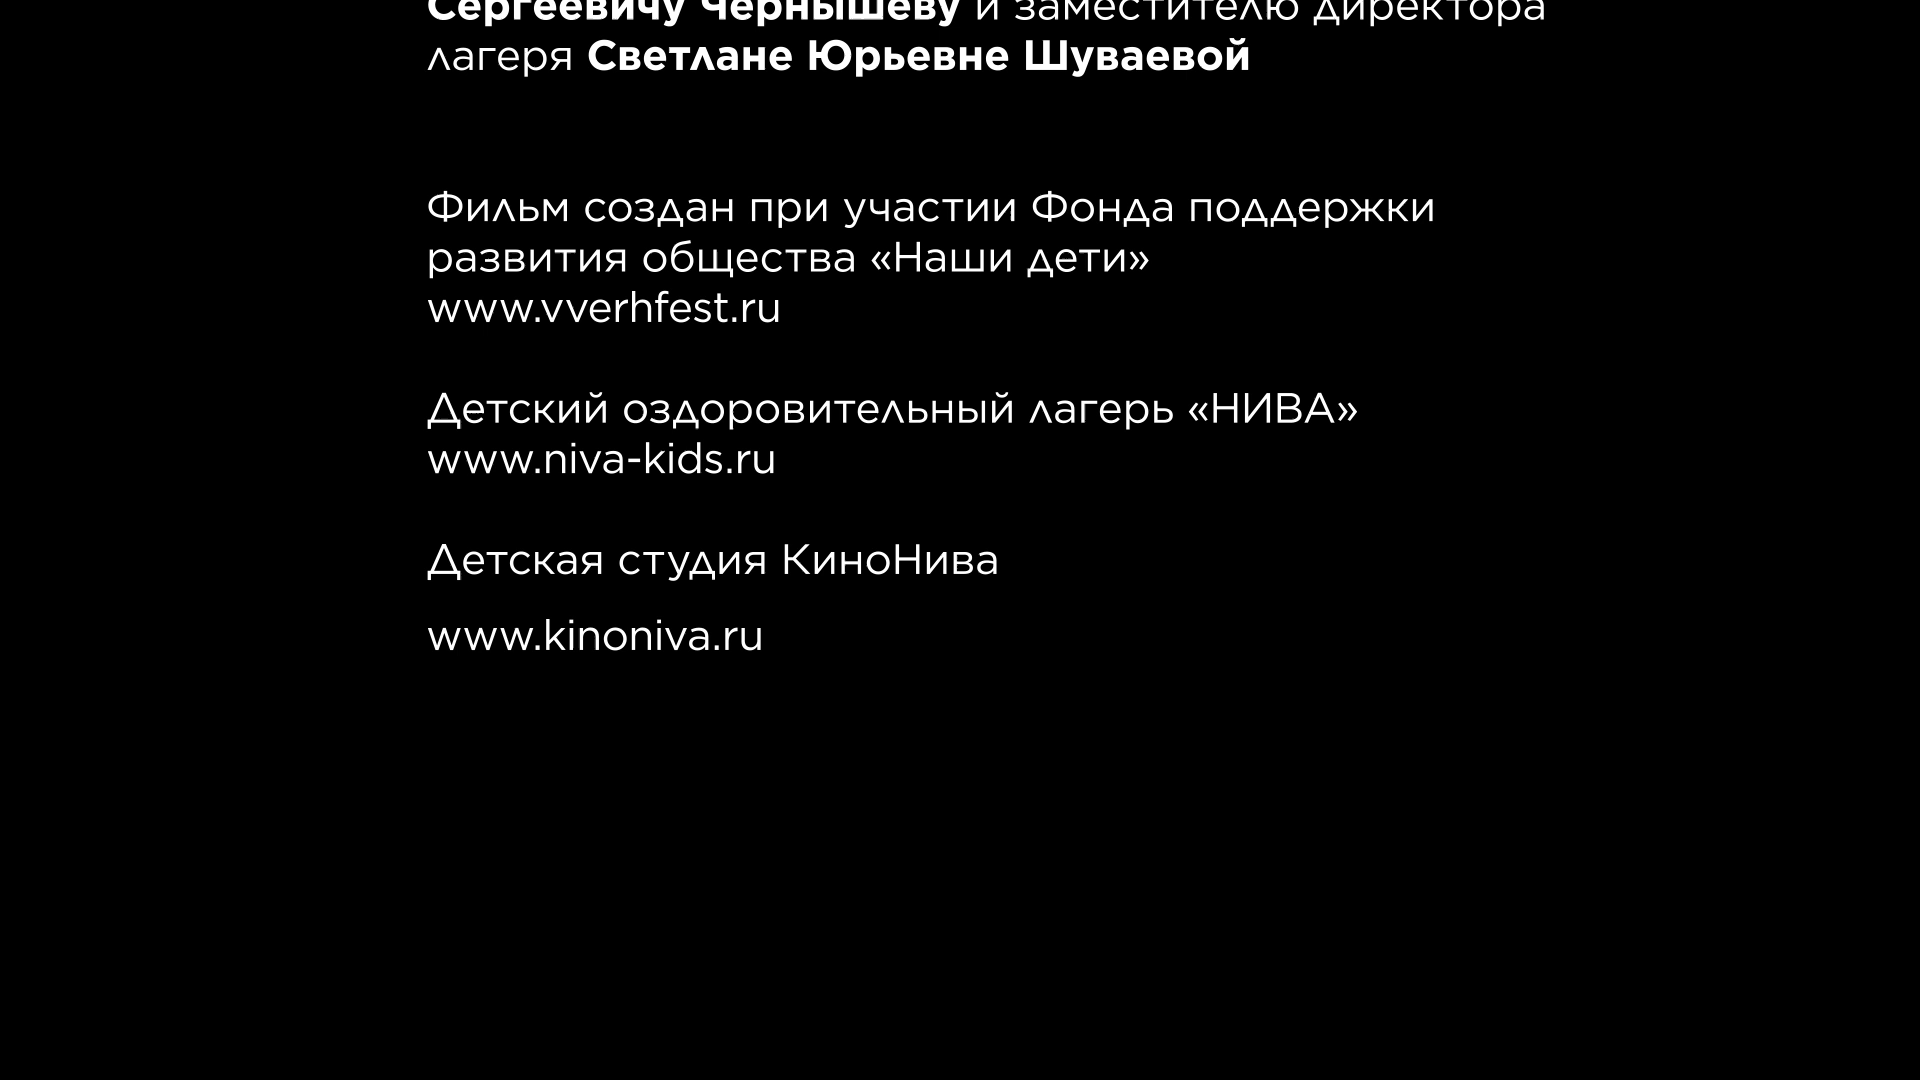 Сергеевичу Чернышеву и заместителю директора
лагеря Светлане Юрьевне Шуваевой
Фильм создан при участии Фонда поддержки
развития общества «Наши дети»
www.vverhfest.ru
Детский оздоровительный лагерь «НИВА»
www.niva-kids.ru
Детская студия КиноНива
www.kinoniva.ru